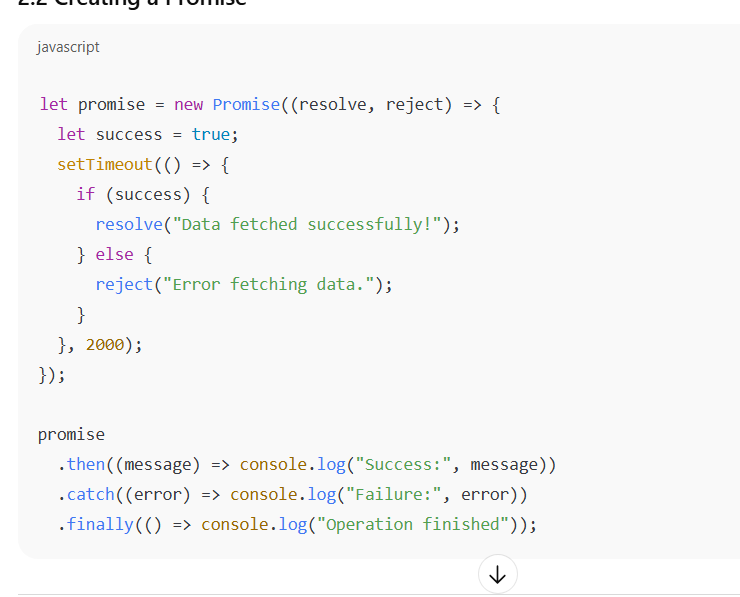 2.2 Creating a Promise
javascript
let promise = new Promise((resolve, reject) => {
  let success = true;
  setTimeout(() => {
    if (success) {
      resolve("Data fetched successfully!");
    } else {
      reject("Error fetching data.");
    }
  }, 2000);
});

promise
  .then((message) => console.log("Success:", message))
  .catch((error) => console.log("Failure:", error))
  .finally(() => console.log("Operation finished"));